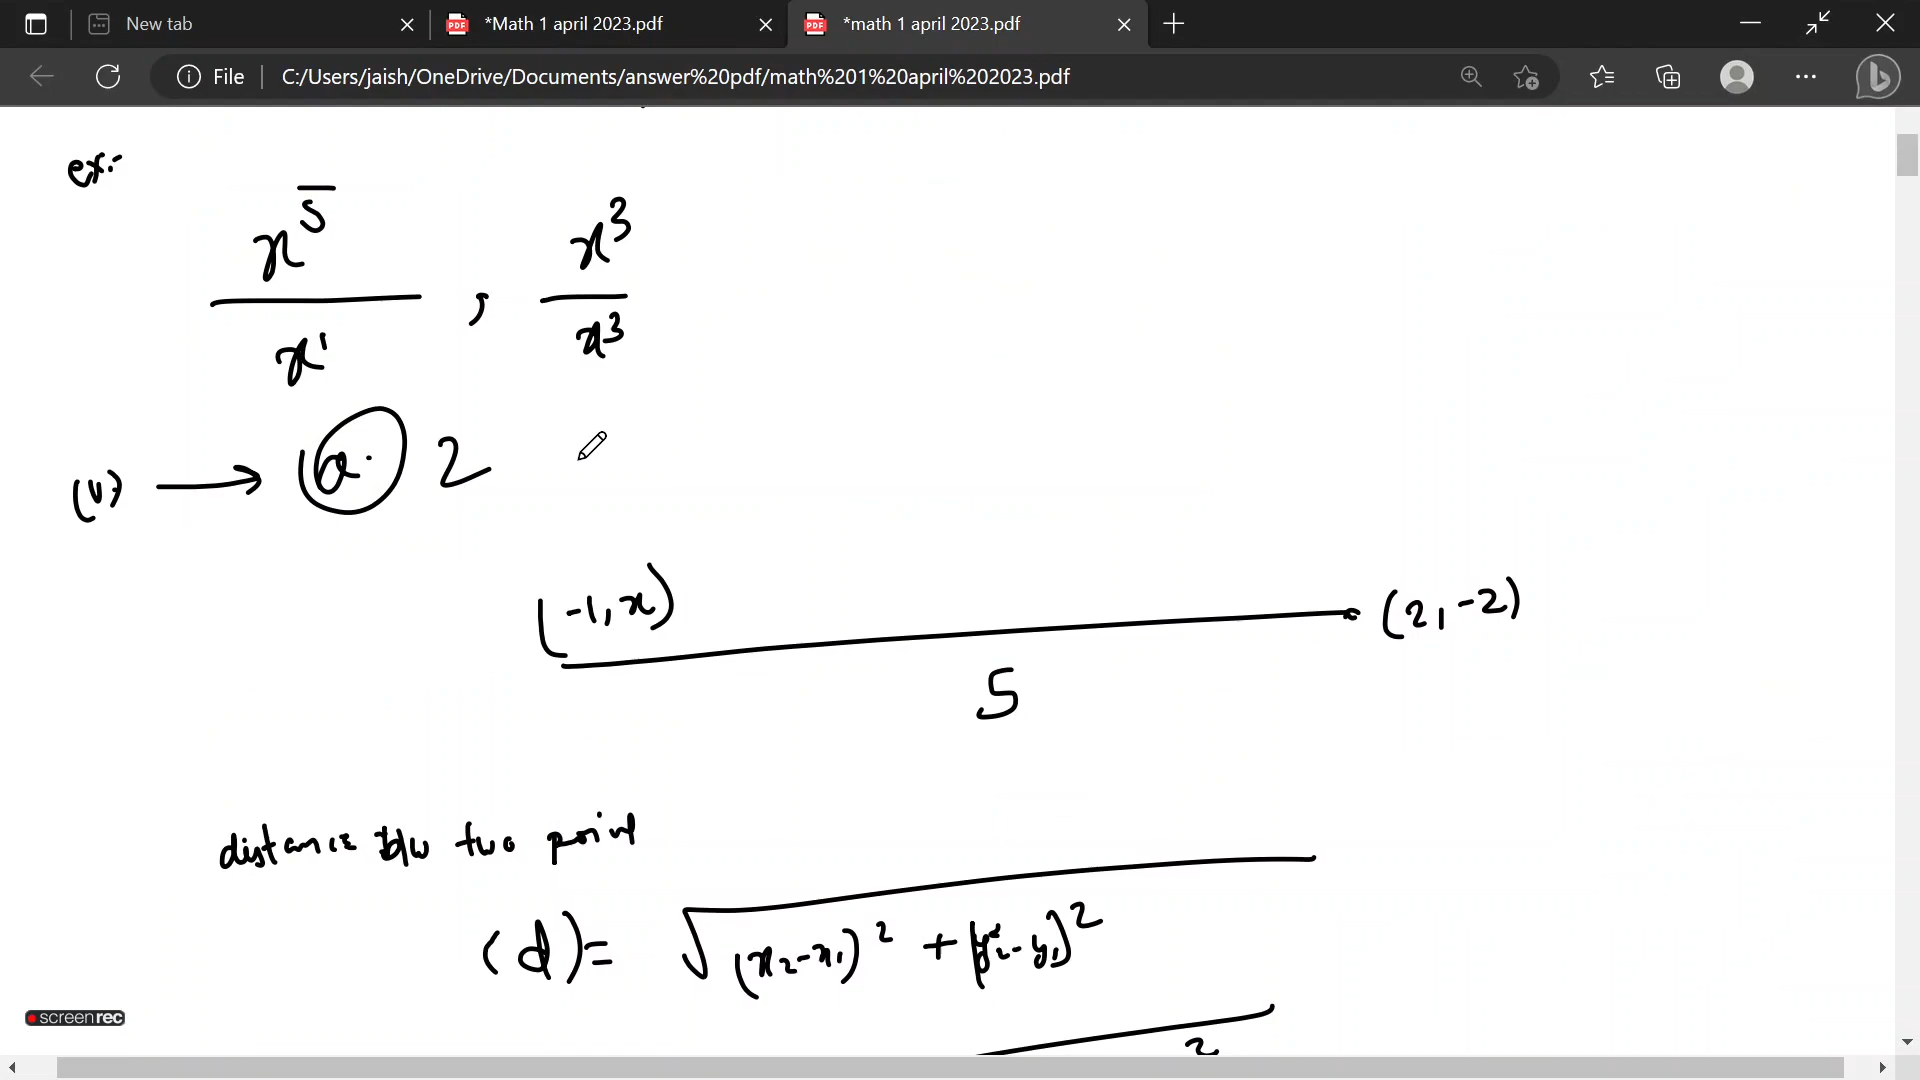 New tab
*Math 1 april 2023.pdf
*math 1 april 2023.pdf
File
C:/Users/jaish/OneDrive/Documents/answer%20pdf/math%201%20april%202023.pdf
ex:-
x^5 / x^1 , x^3 / x^3
(V) → (a. 2
(-1, x) (2, -2)
5
distance b/w two point
(d) = √(x₂-x₁)² + (y₂-y₁)²
2
screenrec